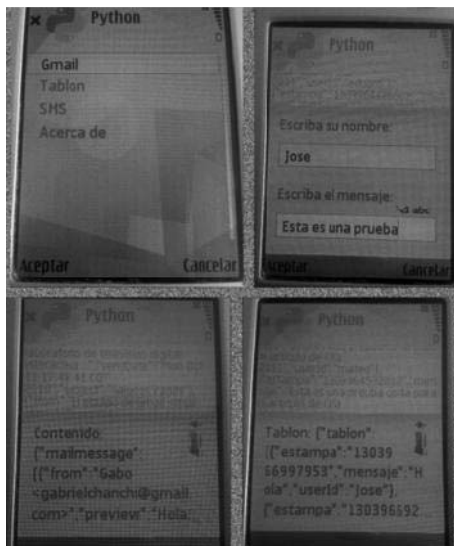 Python
Gmail
Tablon
SMS
Acerca de
Aceptar Cancelar
Python
Escriba su nombre:
Jose
Escriba el mensaje:
abc
Esta es una prueba
Aceptar Cancelar
Python
Contenido:
{"mailmessage":
[{"from":"Gabo
<gabrielchanchi@gmail.
com>","preview":"Hola.
Python
Tablon: {"tablon":
[{"estampa":"13039
66997953","mensaje":"H
ola","userId":"Jose"},
{"estampa":"130396692...